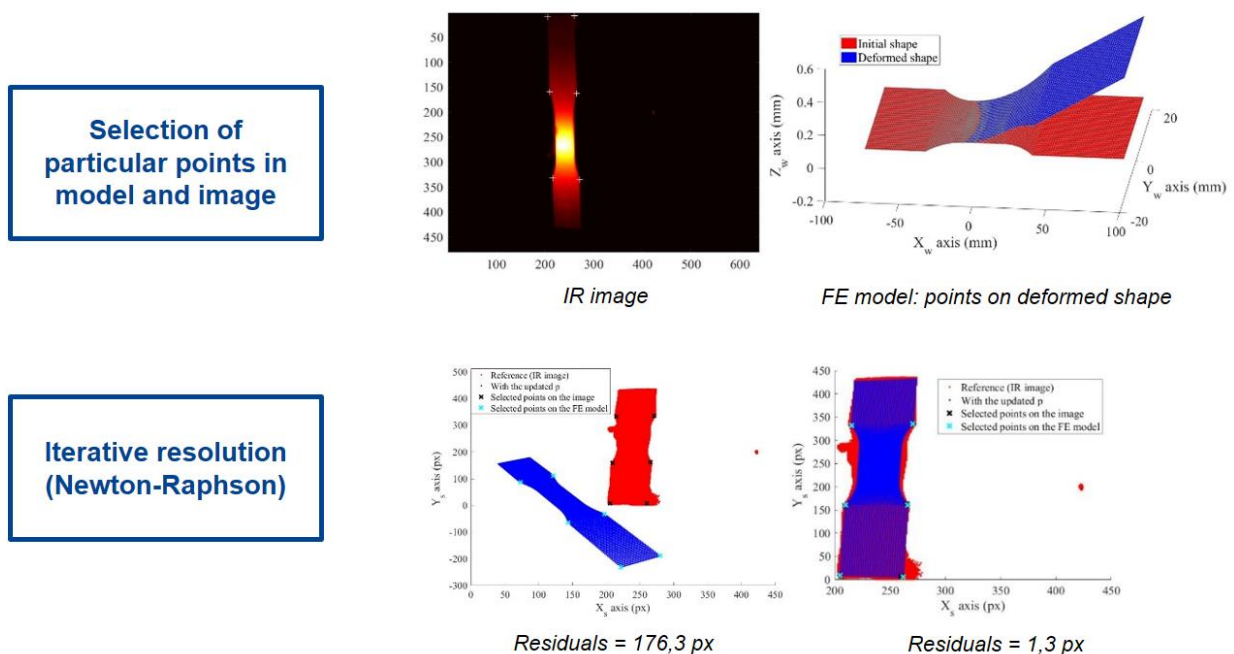 Selection of
particular points in
model and image
50
100
150
200
250
300
350
400
450
100 200 300 400 500 600
IR image
Initial shape
Deformed shape
0.6
0.4
0.2
0
-0.2
Z_w axis (mm)
-100 -50 0 50 100
X_w axis (mm)
20
0
-20
Y_w axis (mm)
FE model: points on deformed shape
Iterative resolution
(Newton-Raphson)
500
400
300
200
100
0
-100
-200
-300
Y_s axis (px)
Reference (IR image)
With the updated p
Selected points on the image
Selected points on the FE model
0 50 100 150 200 250 300 350 400 450
X_s axis (px)
Residuals = 176,3 px
450
400
350
300
250
200
150
100
50
0
Y_s axis (px)
Reference (IR image)
With the updated p
Selected points on the image
Selected points on the FE model
200 250 300 350 400 450
X_s axis (px)
Residuals = 1,3 px